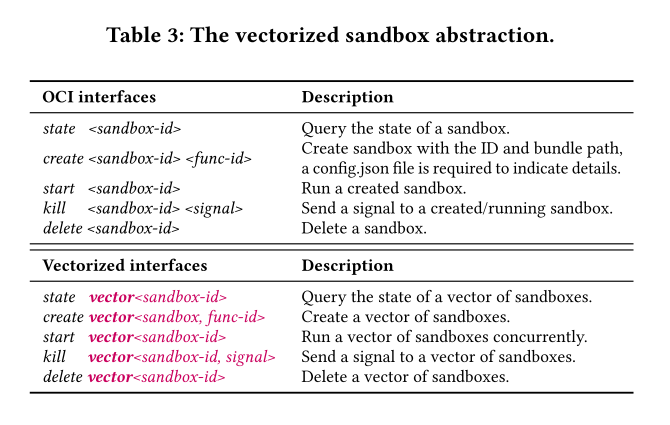 Table 3: The vectorized sandbox abstraction.
OCI interfaces Description
state <sandbox-id> Query the state of a sandbox.
create <sandbox-id> <func-id> Create sandbox with the ID and bundle path,
a config.json file is required to indicate details.
start <sandbox-id> Run a created sandbox.
kill <sandbox-id> <signal> Send a signal to a created/running sandbox.
delete <sandbox-id> Delete a sandbox.
Vectorized interfaces Description
state vector<sandbox-id> Query the state of a vector of sandboxes.
create vector<sandbox, func-id> Create a vector of sandboxes.
start vector<sandbox-id> Run a vector of sandboxes concurrently.
kill vector<sandbox-id, signal> Send a signal to a vector of sandboxes.
delete vector<sandbox-id> Delete a vector of sandboxes.